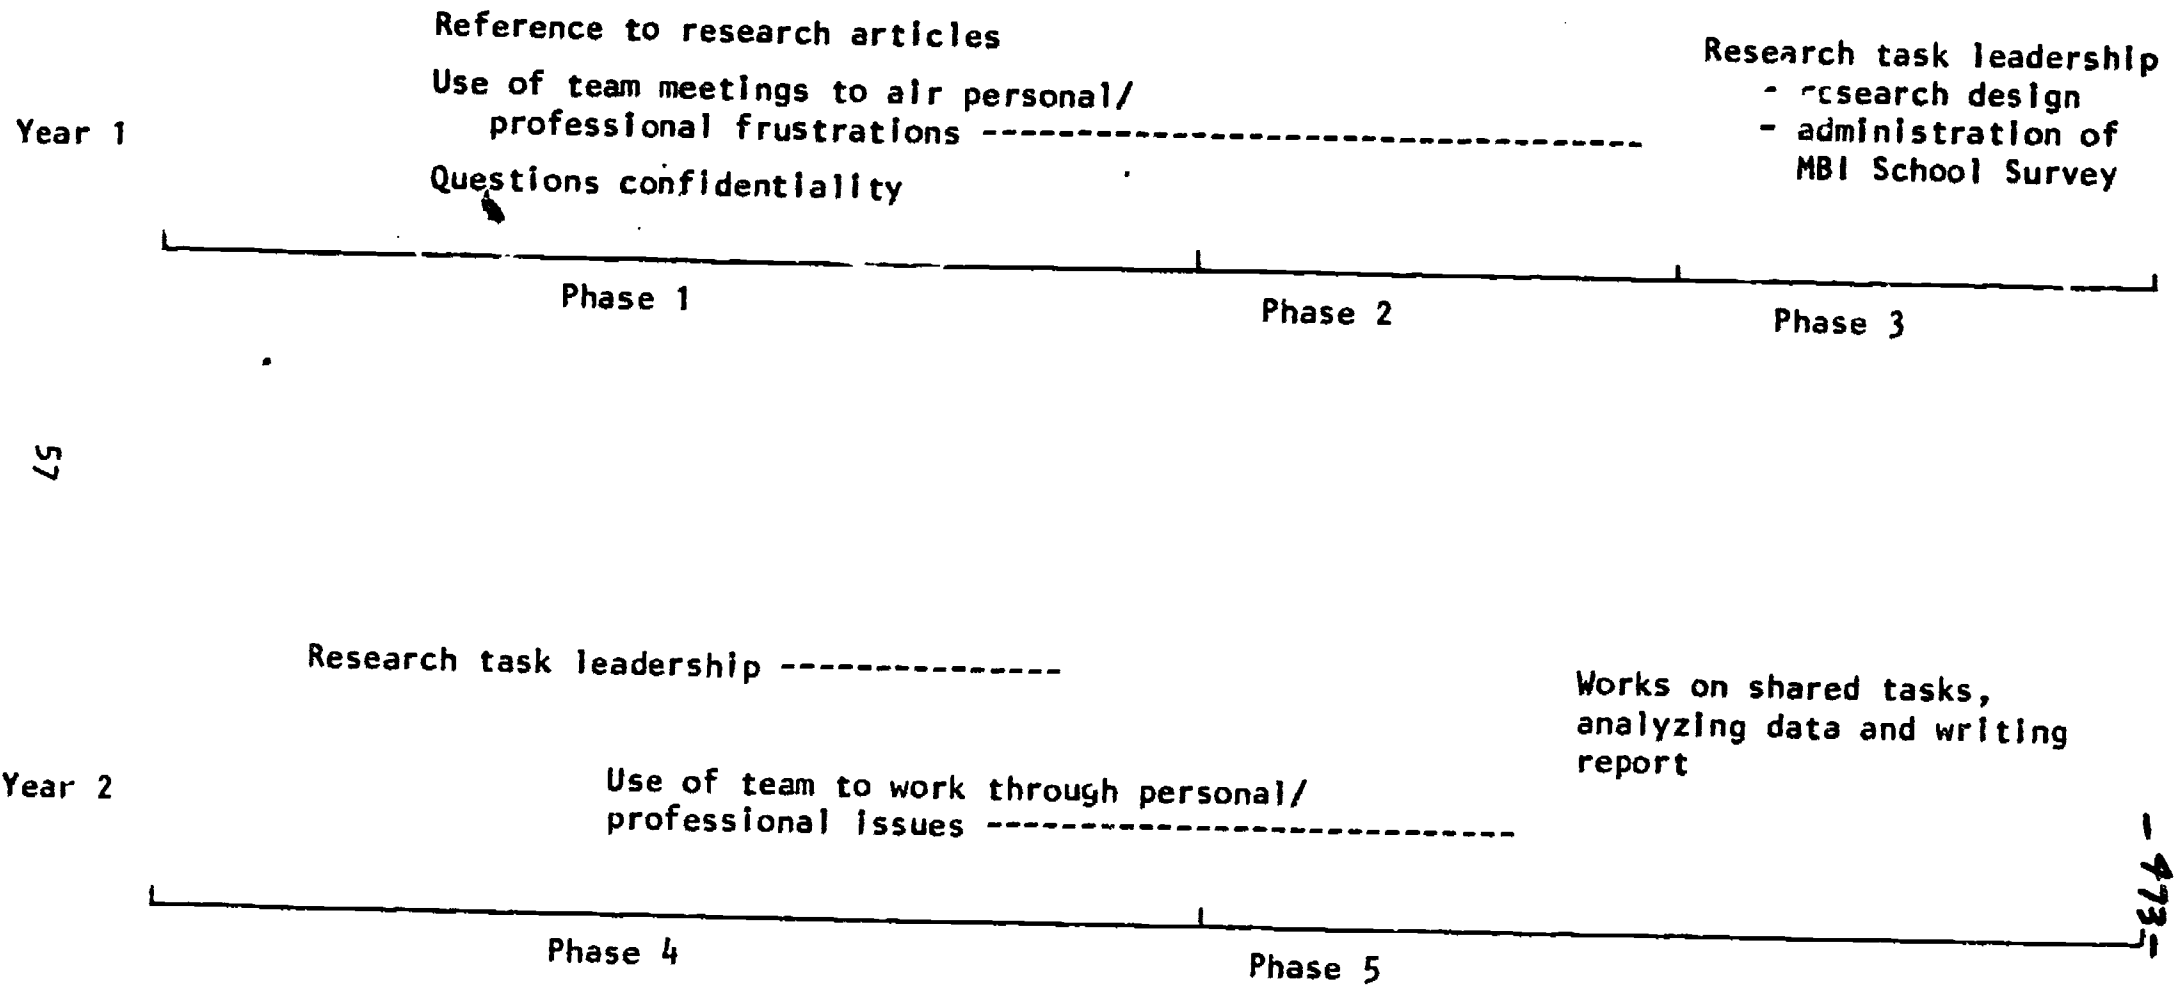 Reference to research articles
Use of team meetings to air personal/
professional frustrations ----------------------------------
Questions confidentiality
Year 1
Research task leadership
- research design
- administration of
MBI School Survey
Phase 1
Phase 2
Phase 3
57
Research task leadership ---------------
Works on shared tasks,
analyzing data and writing
report
Year 2
Use of team to work through personal/
professional issues ----------------------------
- 473-
Phase 4
Phase 5